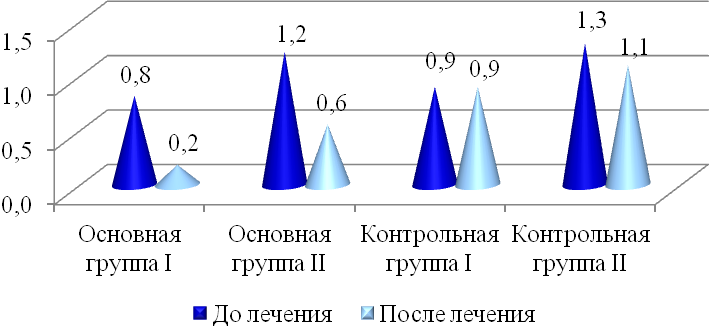 1,5
1,0
0,5
0,0
0,8
0,2
1,2
0,6
0,9
0,9
1,3
1,1
Основная группа I
Основная группа II
Контрольная группа I
Контрольная группа II
До лечения
После лечения